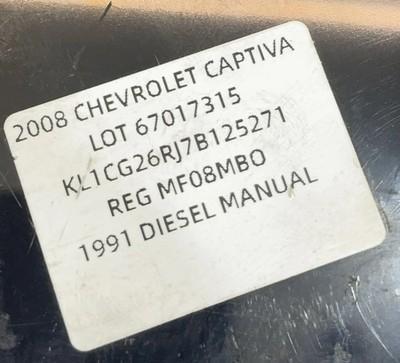 2008 CHEVROLET CAPTIVA
LOT 67017315
KL1CG26RJ7B125271
REG MF08MBO
1991 DIESEL MANUAL